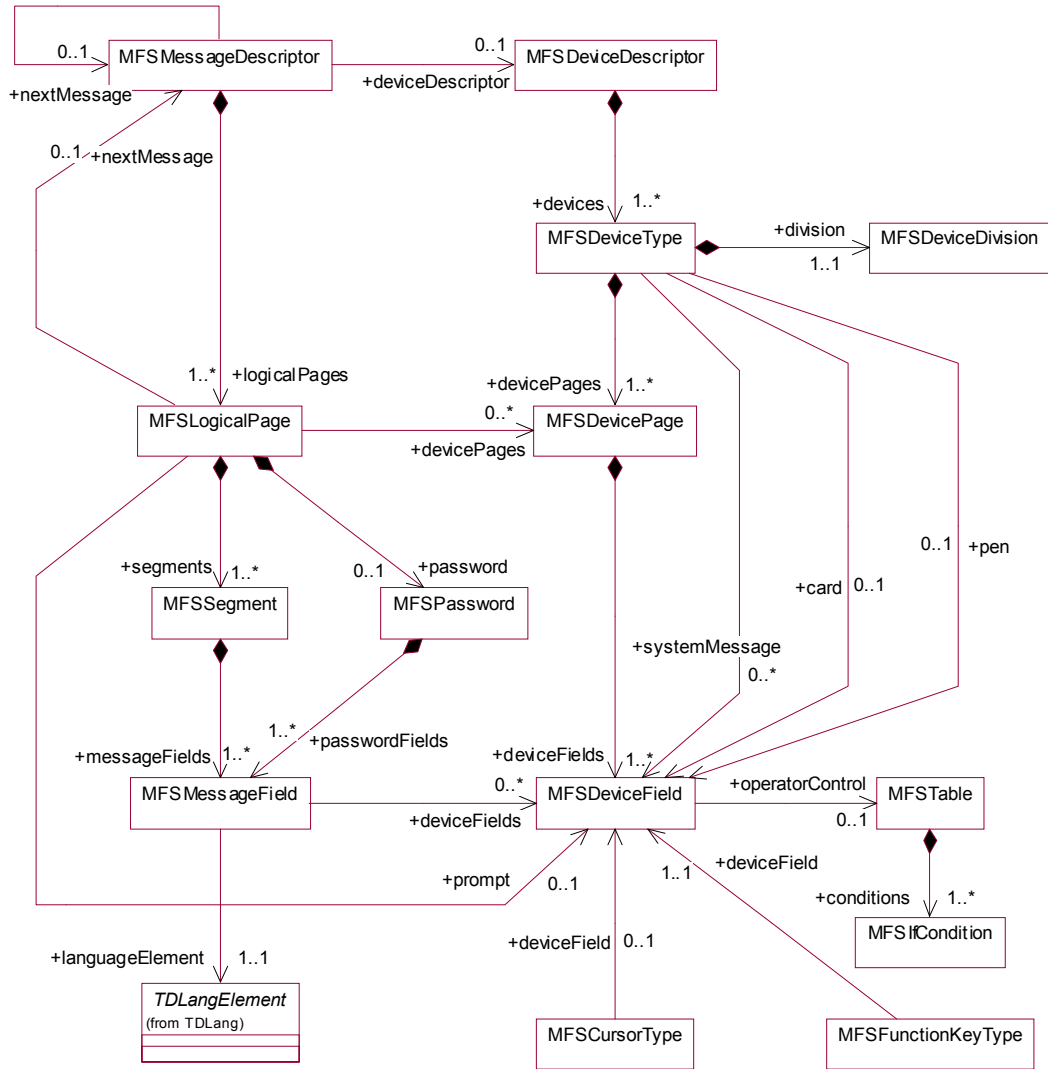 0..1
MFSMessageDescriptor
0..1
MFSDeviceDescriptor
+nextMessage
+deviceDescriptor
0..1
+nextMessage
+devices
1..*
MFSDeviceType
+division
1..1
MFSDeviceDivision
1..*
+logicalPages
+devicePages
1..*
MFSLogicalPage
0..*
+devicePages
MFSDevicePage
+segments
1..*
0..1
+password
0..1
+pen
+card
0..1
MFSSegment
MFSPassword
+systemMessage
0..*
+messageFields
1..*
1..*
+passwordFields
+deviceFields
1..*
MFSMessageField
0..*
+deviceFields
MFSDeviceField
+operatorControl
0..1
MFSTable
+prompt
0..1
1..1
+deviceField
+conditions
1..*
+deviceField
0..1
MFSIfCondition
+languageElement
1..1
TDLangElement
(from TDLang)
MFSCursorType
MFSFunctionKeyType